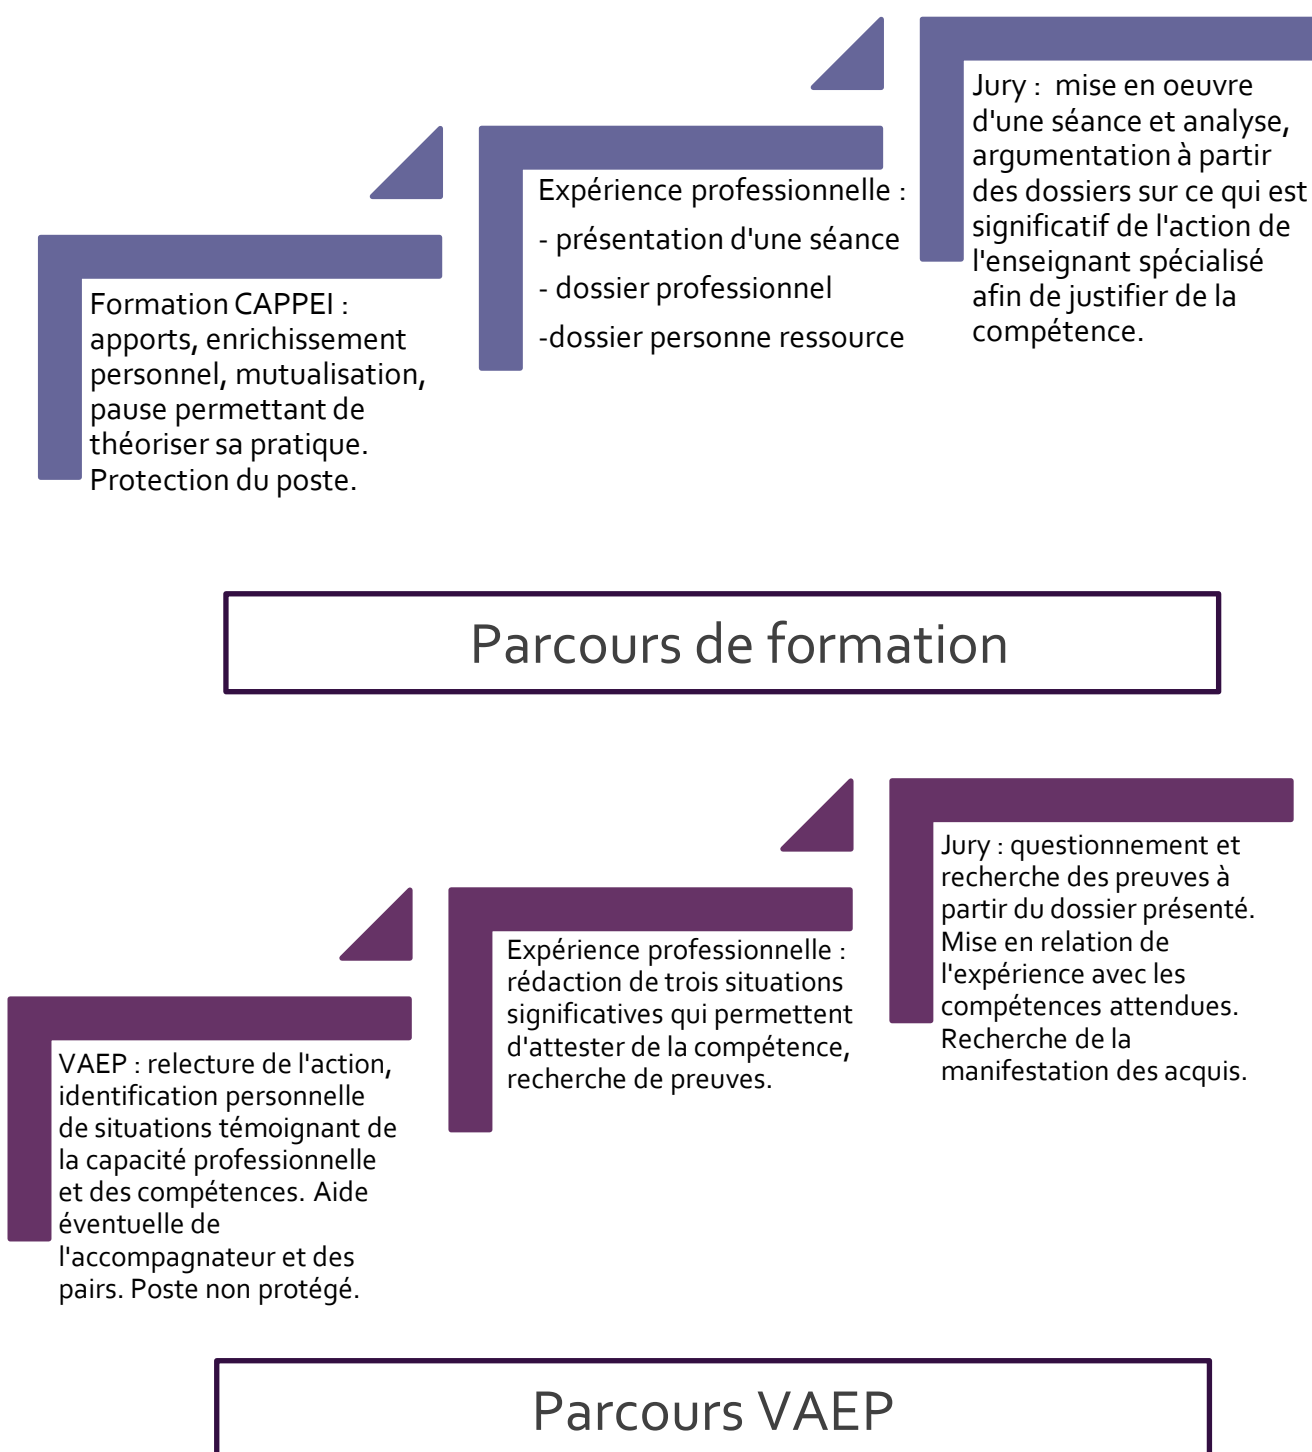 Formation CAPPEI :
apports, enrichissement
personnel, mutualisation,
pause permettant de
théoriser sa pratique.
Protection du poste.
Expérience professionnelle :
- présentation d'une séance
- dossier professionnel
-dossier personne ressource
Jury :  mise en oeuvre
d'une séance et analyse,
argumentation à partir
des dossiers sur ce qui est
significatif de l'action de
l'enseignant spécialisé
afin de justifier de la
compétence.
Parcours de formation
VAEP : relecture de l'action,
identification personnelle
de situations témoignant de
la capacité professionnelle
et des compétences. Aide
éventuelle de
l'accompagnateur et des
pairs. Poste non protégé.
Expérience professionnelle :
rédaction de trois situations
significatives qui permettent
d'attester de la compétence,
recherche de preuves.
Jury : questionnement et
recherche des preuves à
partir du dossier présenté.
Mise en relation de
l'expérience avec les
compétences attendues.
Recherche de la
manifestation des acquis.
Parcours VAEP